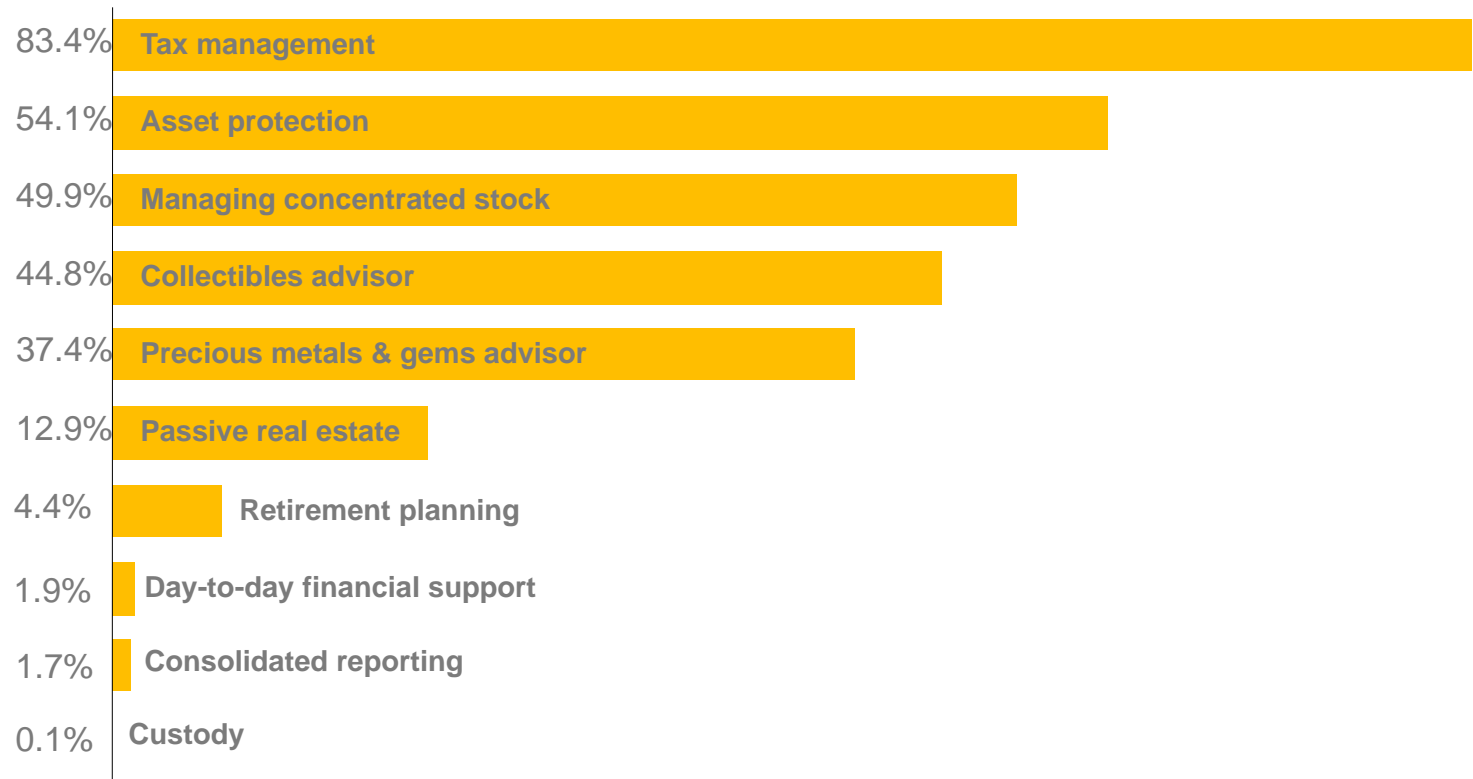 83.4% Tax management
54.1% Asset protection
49.9% Managing concentrated stock
44.8% Collectibles advisor
37.4% Precious metals & gems advisor
12.9% Passive real estate
4.4% Retirement planning
1.9% Day-to-day financial support
1.7% Consolidated reporting
0.1% Custody